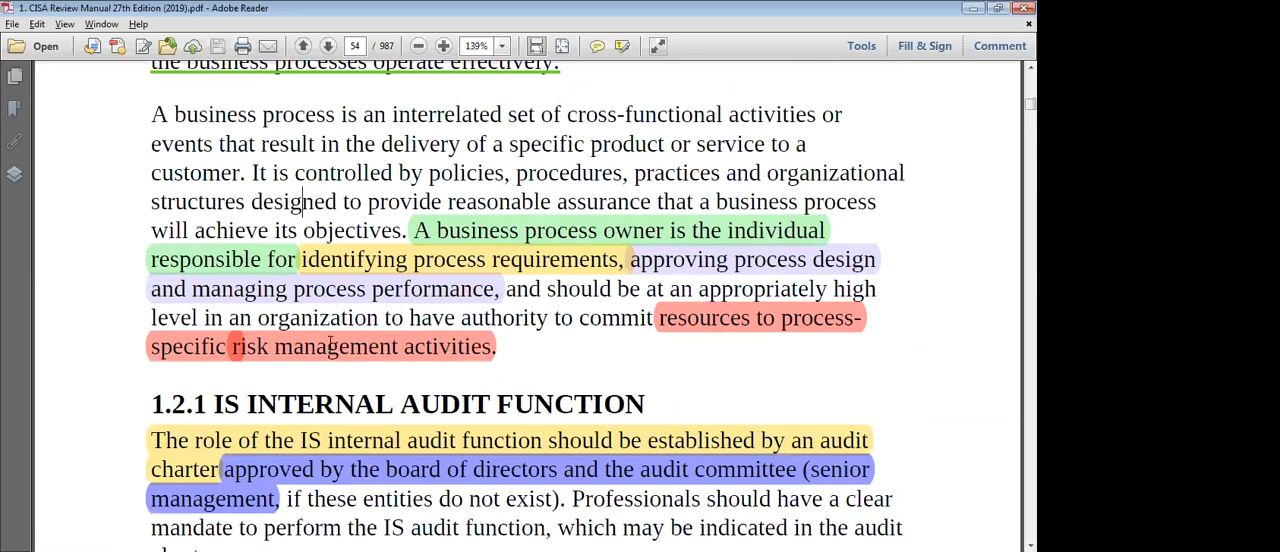 1. CISA Review Manual 27th Edition (2019).pdf - Adobe Reader
File Edit View Window Help
Open 54 / 987 139% Tools Fill & Sign Comment
the business processes operate effectively.
A business process is an interrelated set of cross-functional activities or
events that result in the delivery of a specific product or service to a
customer. It is controlled by policies, procedures, practices and organizational
structures designed to provide reasonable assurance that a business process
will achieve its objectives. A business process owner is the individual
responsible for identifying process requirements, approving process design
and managing process performance, and should be at an appropriately high
level in an organization to have authority to commit resources to process-
specific risk management activities.
1.2.1 IS INTERNAL AUDIT FUNCTION
The role of the IS internal audit function should be established by an audit
charter approved by the board of directors and the audit committee (senior
management, if these entities do not exist). Professionals should have a clear
mandate to perform the IS audit function, which may be indicated in the audit